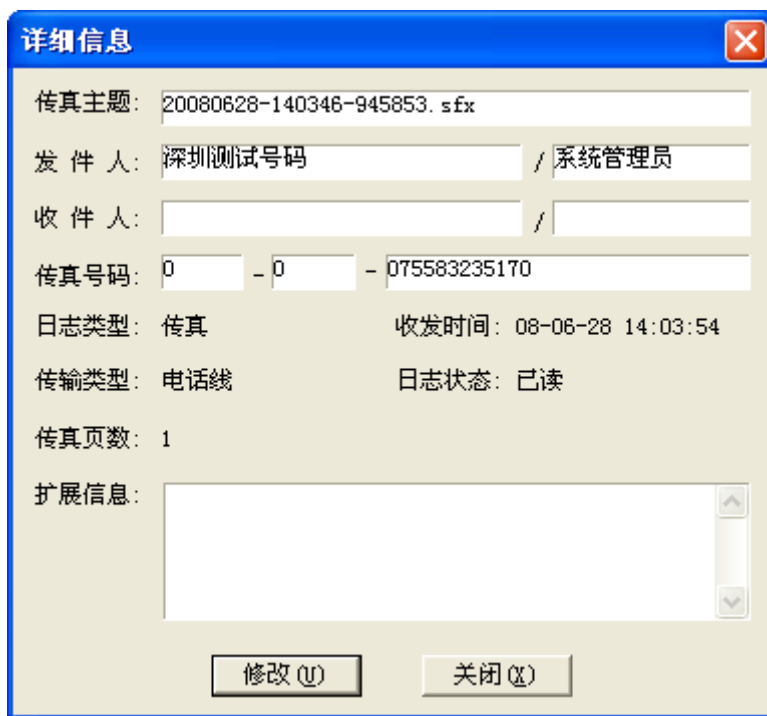 详细信息
传真主题: 20080628-140346-945853.sfx
发 件 人: 深圳测试号码 / 系统管理员
收 件 人: /
传真号码: 0 - 0 - 075583235170
日志类型: 传真 收发时间: 08-06-28 14:03:54
传输类型: 电话线 日志状态: 已读
传真页数: 1
扩展信息:
修改(U) 关闭(X)